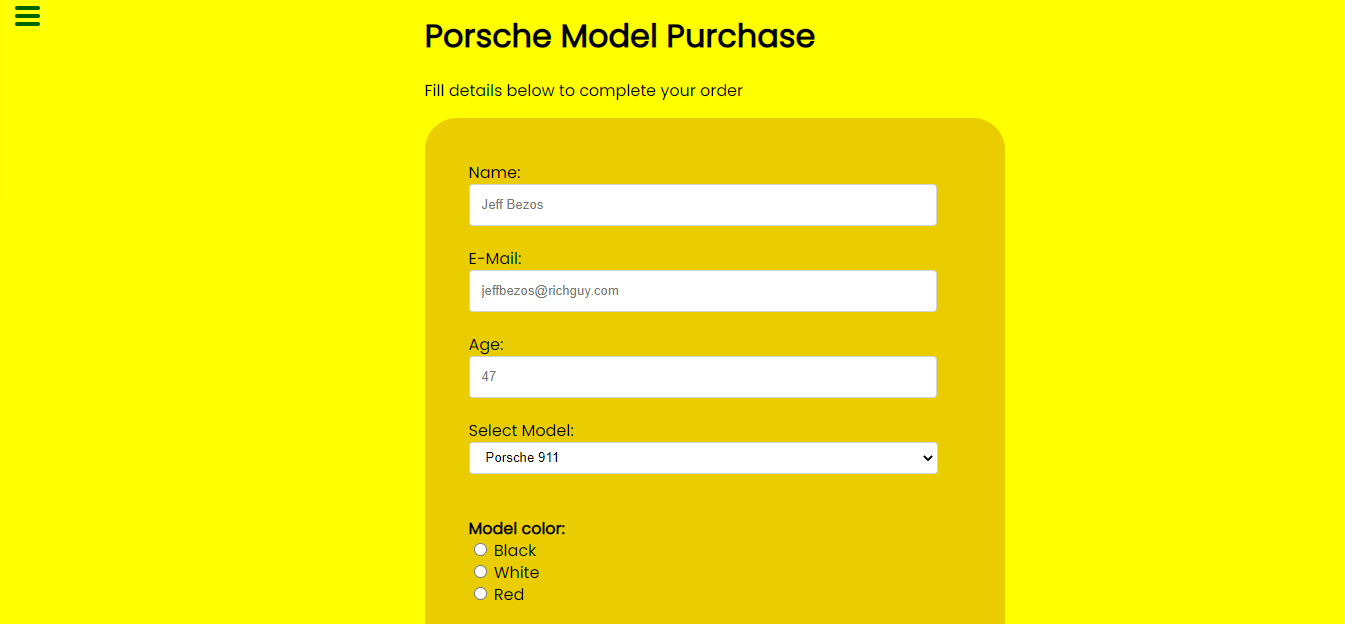 Porsche Model Purchase
Fill details below to complete your order
Name:
Jeff Bezos
E-Mail:
jeffbezos@richguy.com
Age:
47
Select Model:
Porsche 911
Model color:
Black
White
Red